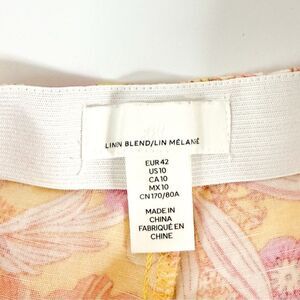 LINN BLEND/LIN MÉLANÉ
EUR 42
US 10
CA 10
MX 10
CN 170/80A
MADE IN
CHINA
FABRIQUÉ EN
CHINE